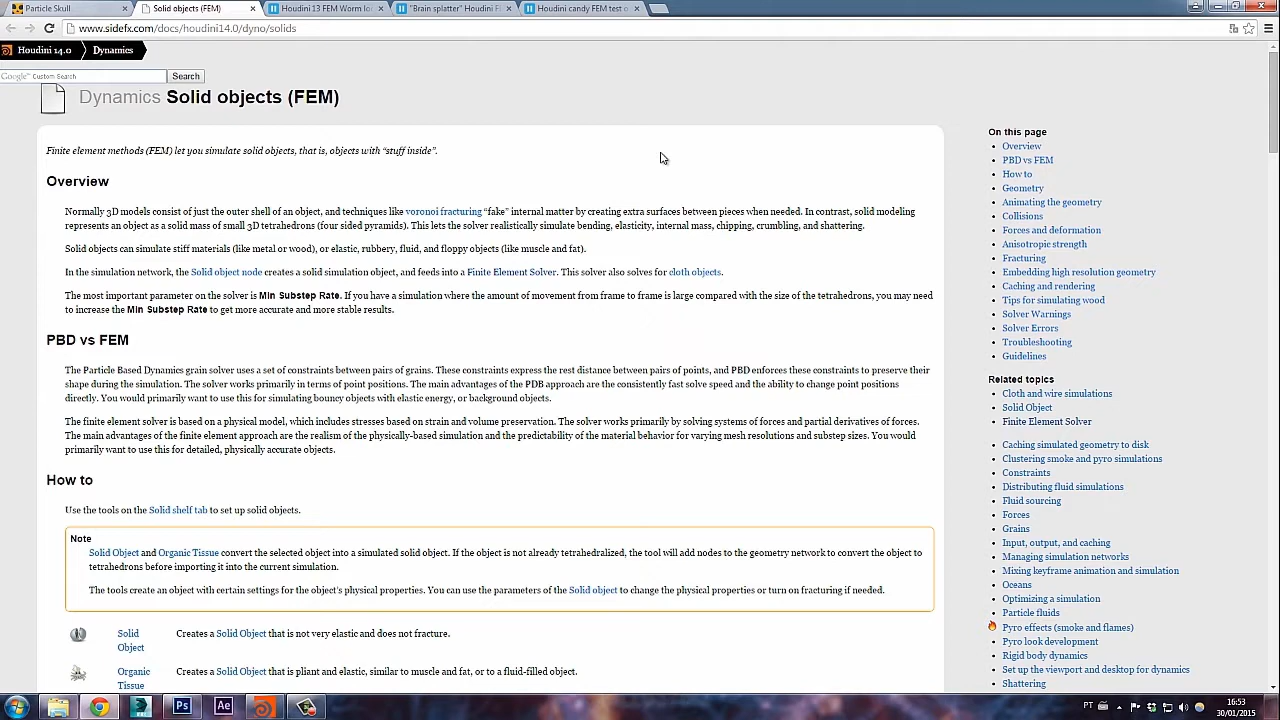 Particle Skull
Solid objects (FEM)
Houdini 13 FEM Worm lo
"Brain splatter" Houdini F
Houdini candy FEM test o
www.sidefx.com/docs/houdini14.0/dyno/solids
Houdini 14.0
Dynamics
Google™ Custom Search
Search
Dynamics Solid objects (FEM)
Finite element methods (FEM) let you simulate solid objects, that is, objects with “stuff inside”.
Overview
Normally 3D models consist of just the outer shell of an object, and techniques like voronoi fracturing “fake” internal matter by creating extra surfaces between pieces when needed. In contrast, solid modeling
represents an object as a solid mass of small 3D tetrahedrons (four sided pyramids). This lets the solver realistically simulate bending, elasticity, internal mass, chipping, crumbling, and shattering.
Solid objects can simulate stiff materials (like metal or wood), or elastic, rubbery, fluid, and floppy objects (like muscle and fat).
In the simulation network, the Solid object node creates a solid simulation object, and feeds into a Finite Element Solver. This solver also solves for cloth objects.
The most important parameter on the solver is Min Substep Rate. If you have a simulation where the amount of movement from frame to frame is large compared with the size of the tetrahedrons, you may need
to increase the Min Substep Rate to get more accurate and more stable results.
PBD vs FEM
The Particle Based Dynamics grain solver uses a set of constraints between pairs of grains. These constraints express the rest distance between pairs of points, and PBD enforces these constraints to preserve their
shape during the simulation. The solver works primarily in terms of point positions. The main advantages of the PDB approach are the consistently fast solve speed and the ability to change point positions
directly. You would primarily want to use this for simulating bouncy objects with elastic energy, or background objects.
The finite element solver is based on a physical model, which includes stresses based on strain and volume preservation. The solver works primarily by solving systems of forces and partial derivatives of forces.
The main advantages of the finite element approach are the realism of the physically-based simulation and the predictability of the material behavior for varying mesh resolutions and substep sizes. You would
primarily want to use this for detailed, physically accurate objects.
How to
Use the tools on the Solid shelf tab to set up solid objects.
Note
Solid Object and Organic Tissue convert the selected object into a simulated solid object. If the object is not already tetrahedralized, the tool will add nodes to the geometry network to convert the object to
tetrahedrons before importing it into the current simulation.
The tools create an object with certain settings for the object's physical properties. You can use the parameters of the Solid object to change the physical properties or turn on fracturing if needed.
Solid
Object
Creates a Solid Object that is not very elastic and does not fracture.
Organic
Tissue
Creates a Solid Object that is pliant and elastic, similar to muscle and fat, or to a fluid-filled object.
On this page
Overview
PBD vs FEM
How to
Geometry
Animating the geometry
Collisions
Forces and deformation
Anisotropic strength
Fracturing
Embedding high resolution geometry
Caching and rendering
Tips for simulating wood
Solver Warnings
Solver Errors
Troubleshooting
Guidelines
Related topics
Cloth and wire simulations
Solid Object
Finite Element Solver
Caching simulated geometry to disk
Clustering smoke and pyro simulations
Constraints
Distributing fluid simulations
Fluid sourcing
Forces
Grains
Input, output, and caching
Managing simulation networks
Mixing keyframe animation and simulation
Oceans
Optimizing a simulation
Particle fluids
Pyro effects (smoke and flames)
Pyro look development
Rigid body dynamics
Set up the viewport and desktop for dynamics
Shattering
Ps
Ae
PT
16:53
30/01/2015